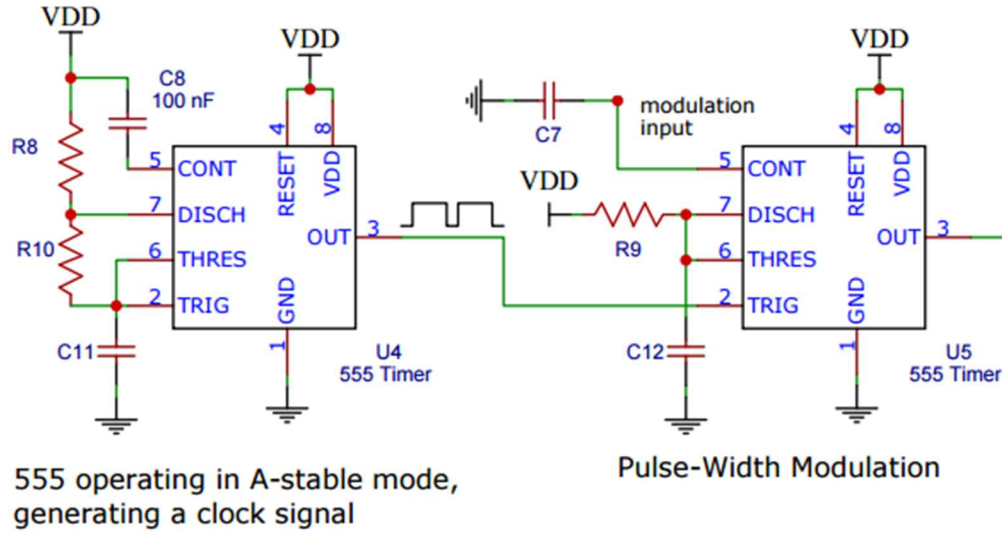 VDD
C8
100 nF
R8
R10
C11
5 CONT
7 DISCH
6 THRES
2 TRIG
4 RESET
8 VDD
OUT 3
GND 1
VDD
U4
555 Timer
C7
modulation
input
VDD
R9
C12
VDD
5 CONT
7 DISCH
6 THRES
2 TRIG
4 RESET
8 VDD
OUT 3
GND 1
U5
555 Timer
555 operating in A-stable mode,
generating a clock signal
Pulse-Width Modulation